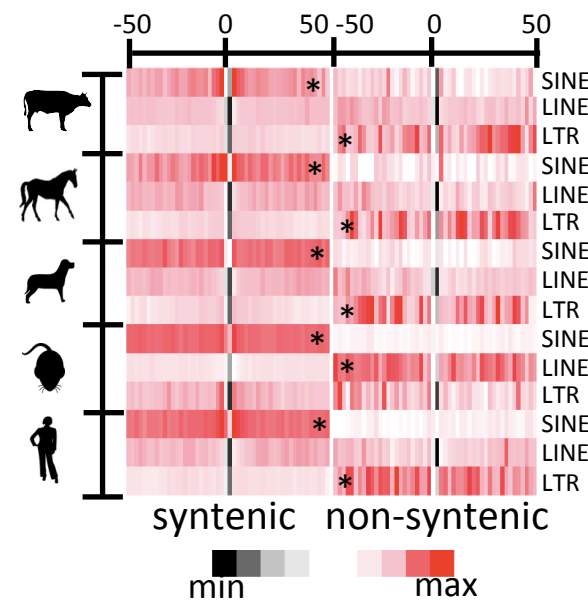 -50 0 50 -50 0 50
SINE
LINE
LTR
SINE
LINE
LTR
SINE
LINE
LTR
SINE
LINE
LTR
SINE
LINE
LTR
* * * * * * * * * *
syntenic non-syntenic
min max